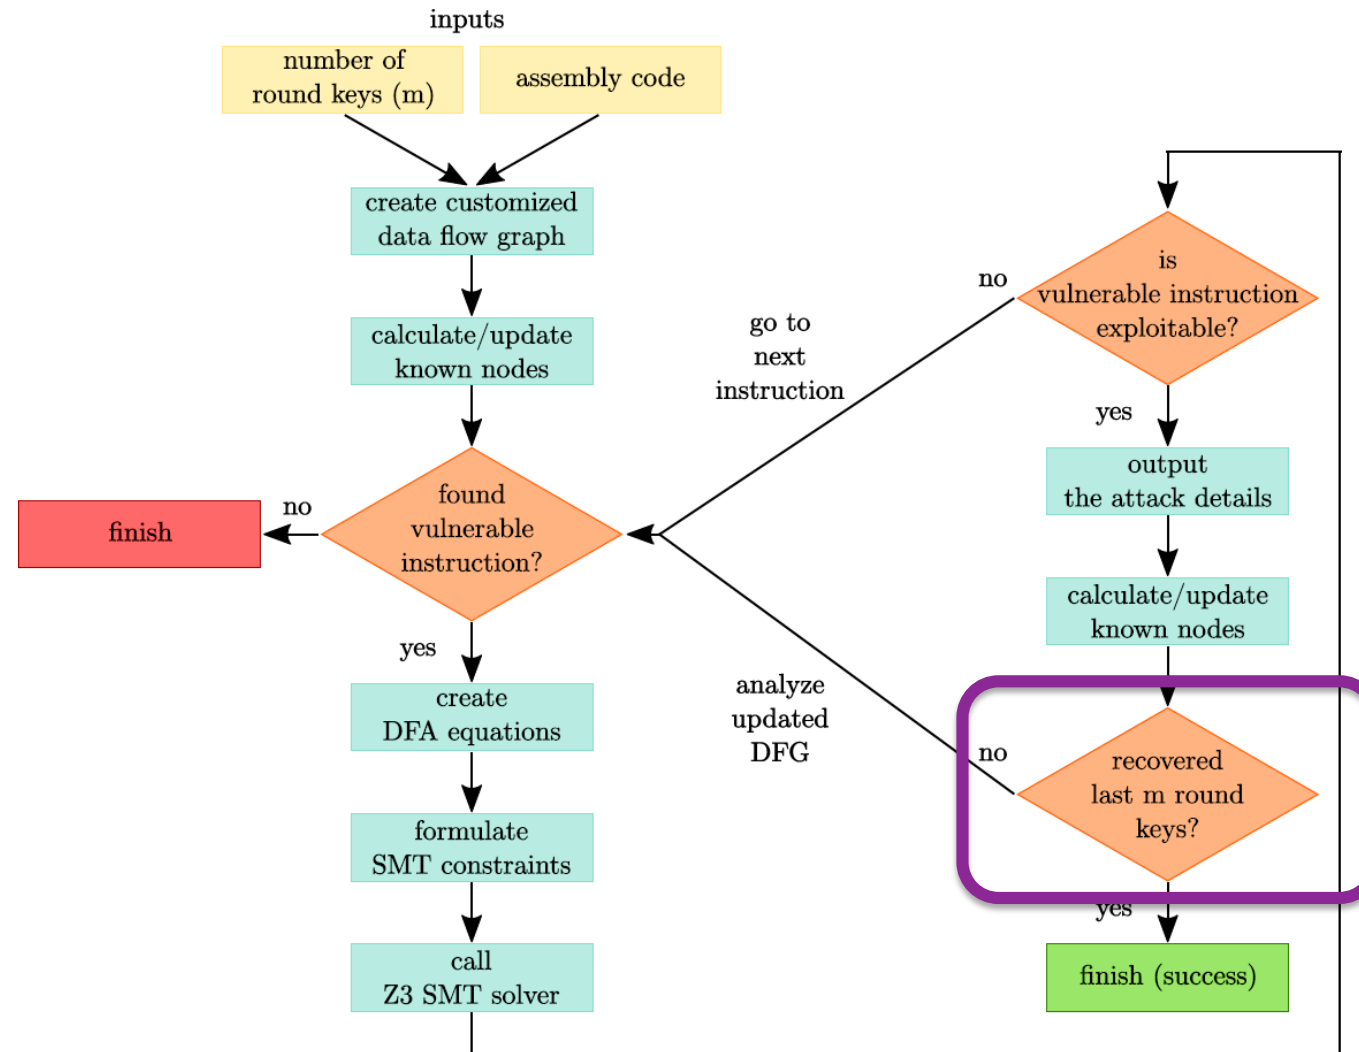 inputs
number of
round keys (m)
assembly code
create customized
data flow graph
calculate/update
known nodes
found
vulnerable
instruction?
no
finish
yes
create
DFA equations
formulate
SMT constraints
call
Z3 SMT solver
is
vulnerable instruction
exploitable?
no
go to
next
instruction
yes
output
the attack details
calculate/update
known nodes
recovered
last m round
keys?
no
analyze
updated
DFG
yes
finish (success)